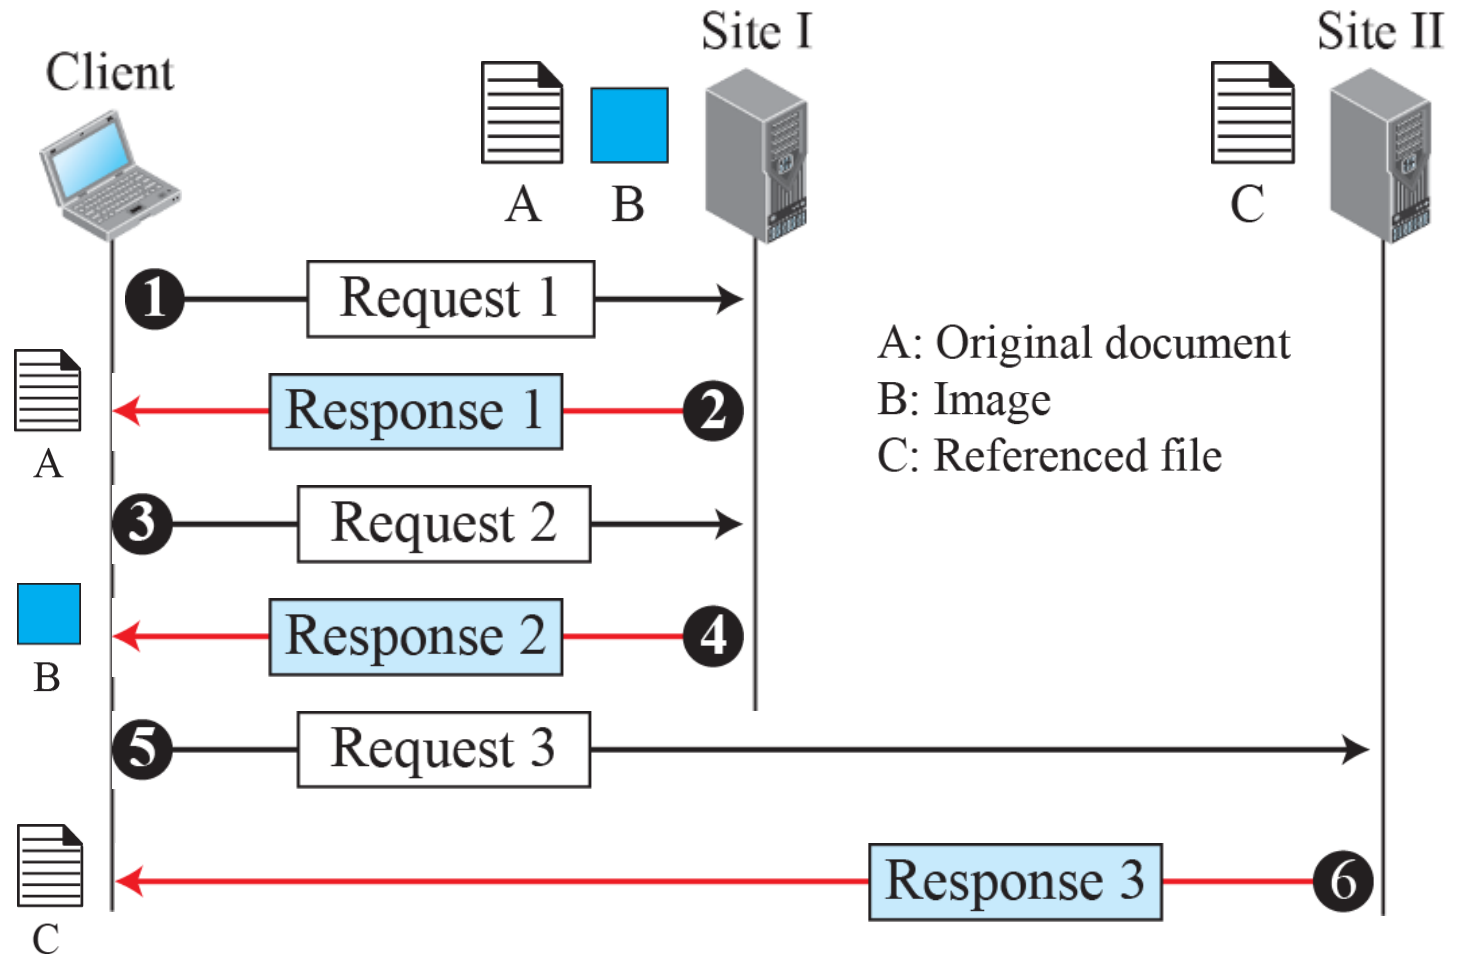 Client
Site I
Site II
A
B
C
1
Request 1
A: Original document
B: Image
C: Referenced file
Response 1
2
A
3
Request 2
Response 2
4
B
5
Request 3
Response 3
6
C